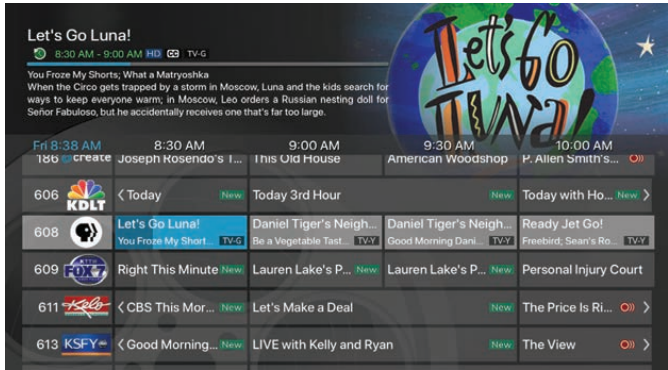 Let's Go Luna!
8:30 AM - 9:00 AM HD CC TV-G
You Froze My Shorts; What a Matryoshka
When the Circo gets trapped by a storm in Moscow, Luna and the kids search for
ways to keep everyone warm; in Moscow, Leo orders a Russian nesting doll for
Señor Fabuloso, but he accidentally receives one that's far too large.
Let's GO LUNA!
Fri 8:38 AM 8:30 AM 9:00 AM 9:30 AM 10:00 AM
186 create Joseph Rosendo's T... This Old House American Woodshop P. Allen Smith's...
606 KDLT Today New Today 3rd Hour New Today with Ho... New
608 Let's Go Luna! Daniel Tiger's Neigh... Daniel Tiger's Neigh... Ready Jet Go!
You Froze My Short... TV-G Be a Vegetable Tast... TV-Y Good Morning Dani... TV-Y Freebird; Sean's Ro... TV-Y
609 FOX 7 Right This Minute New Lauren Lake's P... New Lauren Lake's P... New Personal Injury Court
611 Kelo CBS This Mor... New Let's Make a Deal New The Price Is Ri...
613 KSFY Good Morning... New LIVE with Kelly and Ryan New The View